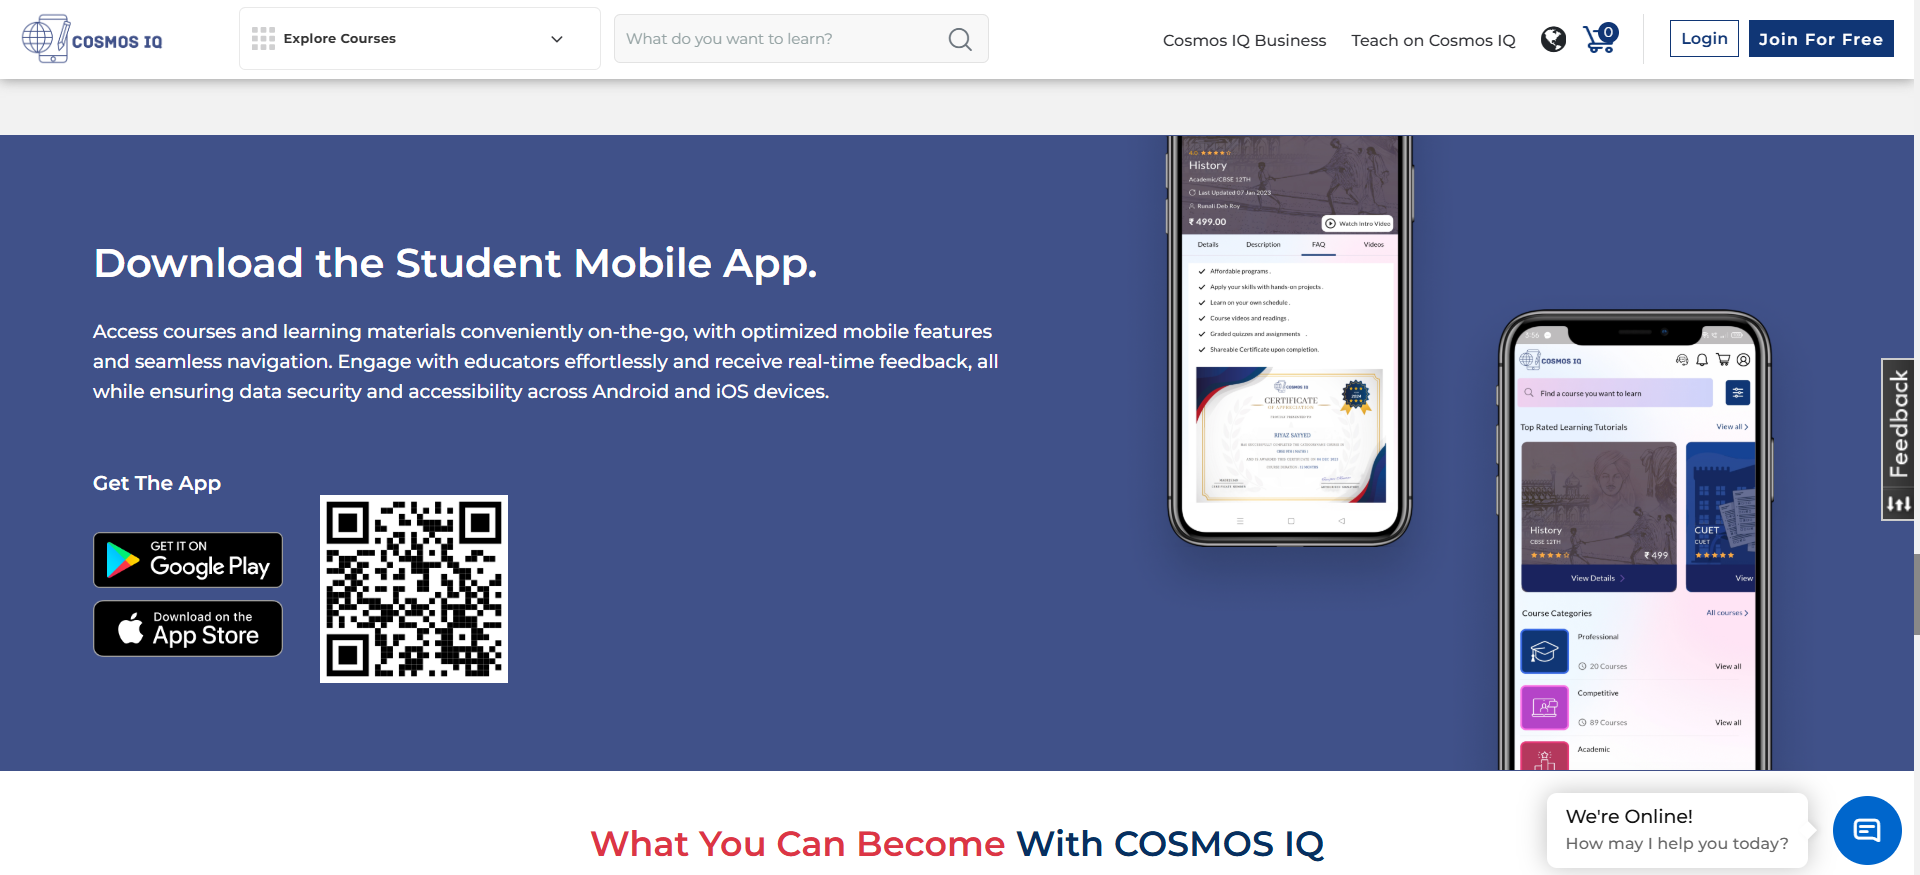 COSMOS IQ
Explore Courses
What do you want to learn?
Cosmos IQ Business
Teach on Cosmos IQ
0
Login
Join For Free
Download the Student Mobile App.
Access courses and learning materials conveniently on-the-go, with optimized mobile features
and seamless navigation. Engage with educators effortlessly and receive real-time feedback, all
while ensuring data security and accessibility across Android and iOS devices.
Get The App
GET IT ON
Google Play
Download on the
App Store
4.0
History
Academic/CBSE 12TH
Last Updated 07 Jan 2023
Runali Deb Roy
₹ 499.00
Watch Intro Video
Details Description FAQ Videos
Affordable programs .
Apply your skills with hands-on projects .
Learn on your own schedule .
Course videos and readings .
Graded quizzes and assignments .
Shareable Certificate upon completion.
COSMOS IQ
CERTIFICATE
OF APPRECIATION
2024
RIYAZ SAYYED
COSMOS IQ
Find a course you want to learn
Top Rated Learning Tutorials
View all
History
CBSE 12TH
₹ 499
View Details
CUET
CUET
View
Course Categories
All courses
Professional
20 Courses
View all
Competitive
89 Courses
View all
Academic
Feedback
What You Can Become With COSMOS IQ
We're Online!
How may I help you today?